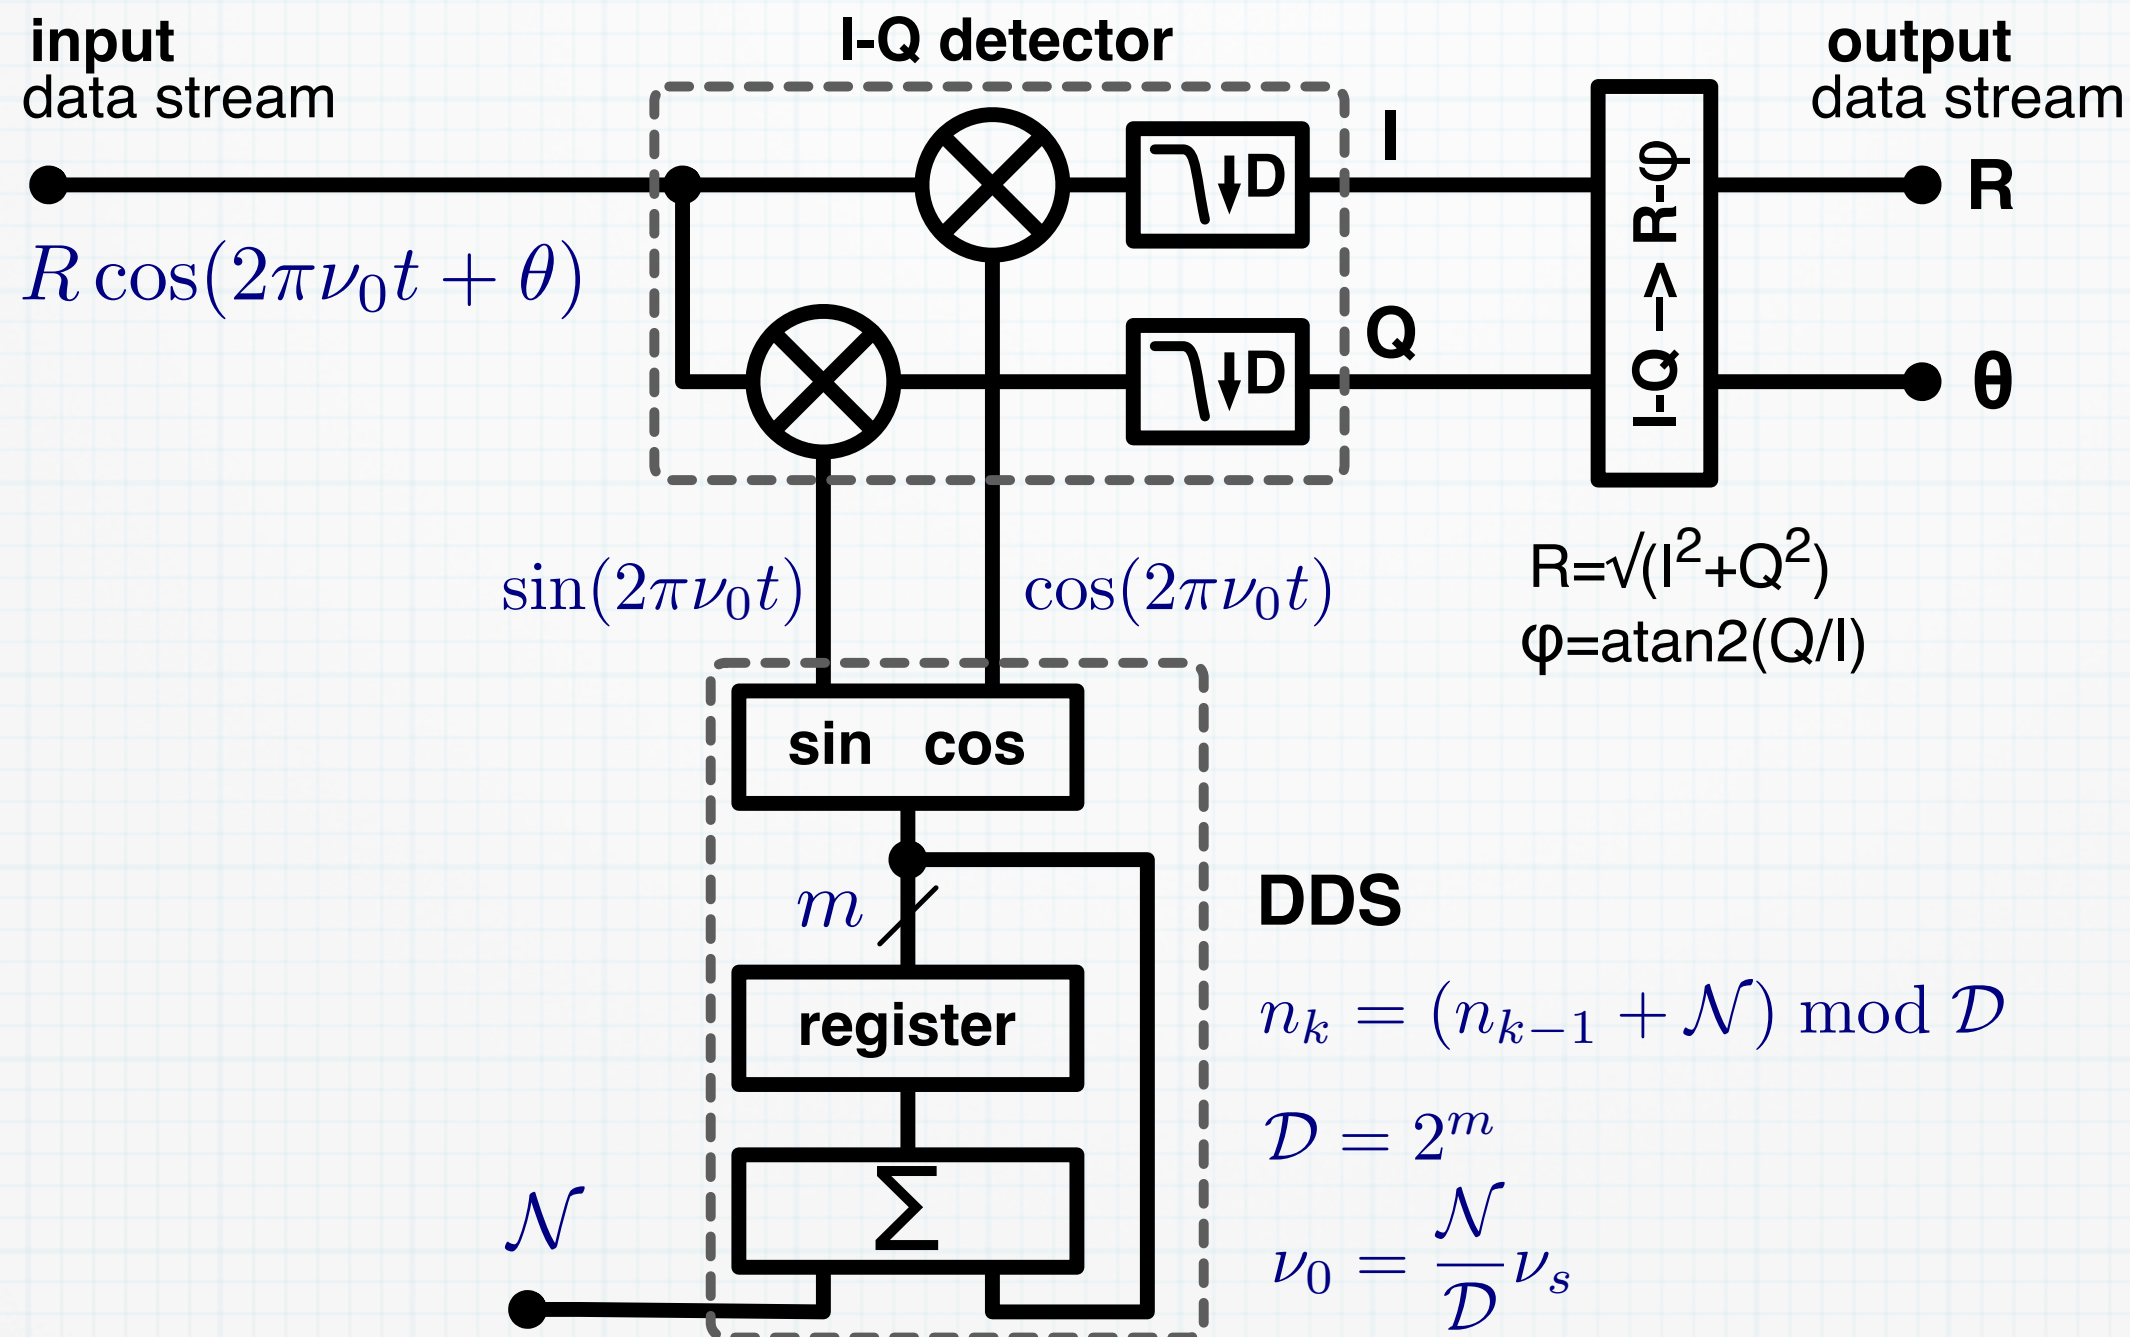 input
data stream
I-Q detector
output
data stream
R cos(2πν₀t + θ)
↓D
I
↓D
Q
I-Q —> R-φ
R
θ
sin(2πν₀t)
cos(2πν₀t)
R=√(I²+Q²)
φ=atan2(Q/I)
sin cos
m
DDS
register
nₖ = (nₖ₋₁ + 𝒩) mod 𝒟
𝒟 = 2ᵐ
Σ
𝒩
ν₀ = 𝒩/𝒟 νₛ